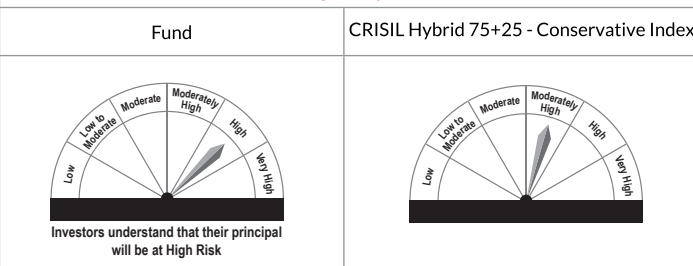 Fund
CRISIL Hybrid 75+25 - Conservative Index
Low
Low to
Moderate
Moderate
Moderately
High
High
Very High
Investors understand that their principal
will be at High Risk
Low
Low to
Moderate
Moderate
Moderately
High
High
Very High